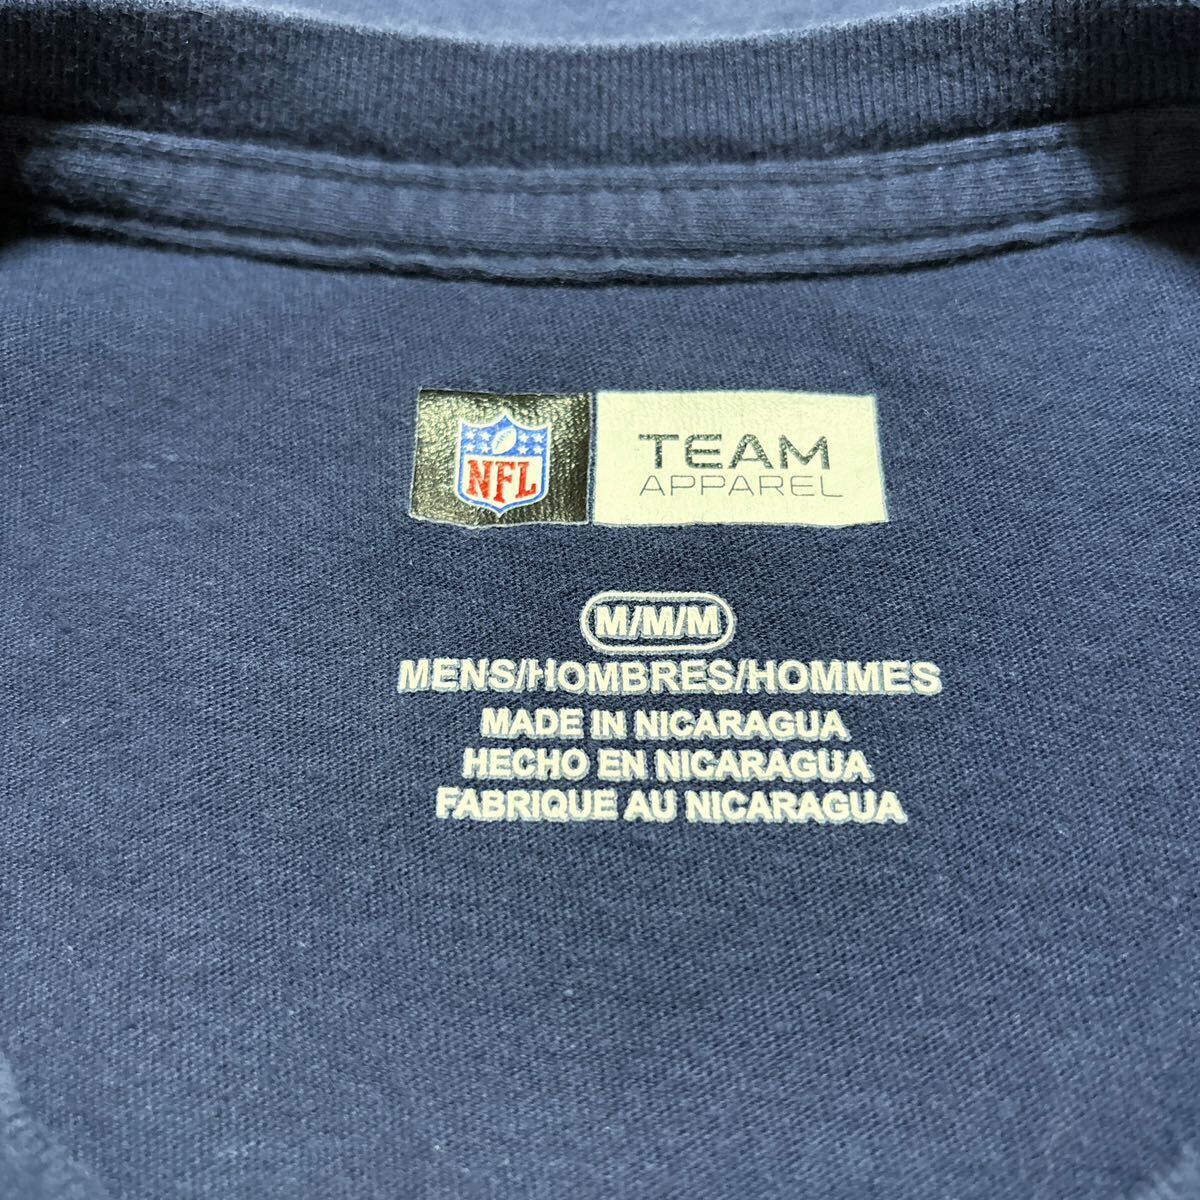 NFL
TEAM
APPAREL
M/M/M
MENS/HOMBRES/HOMMES
MADE IN NICARAGUA
HECHO EN NICARAGUA
FABRIQUE AU NICARAGUA